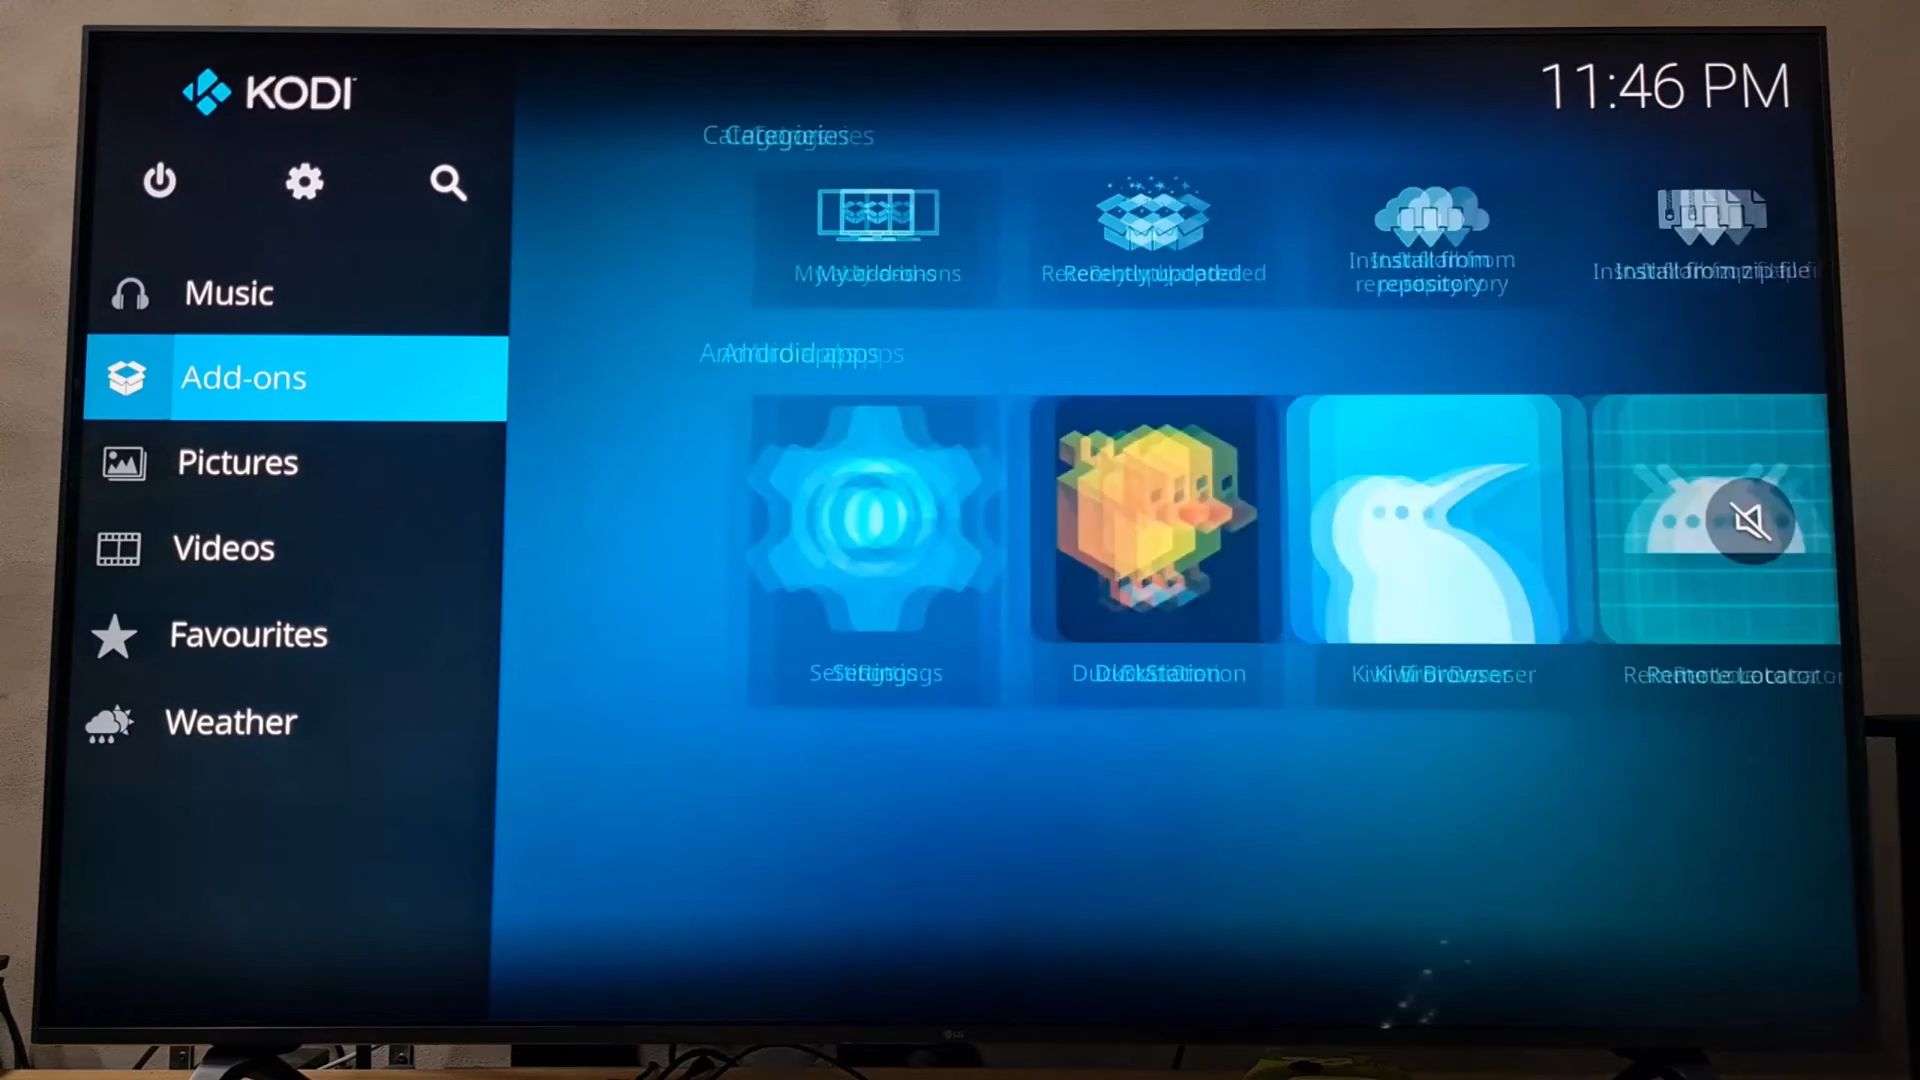 KODI
11:46 PM
Categories
My add-ons
Recently updated
Install from
repository
Install from zip file
Music
Add-ons
Pictures
Videos
Favourites
Weather
Android apps
Settings
DuckStation
Kiwi Browser
Remote Locator
LG